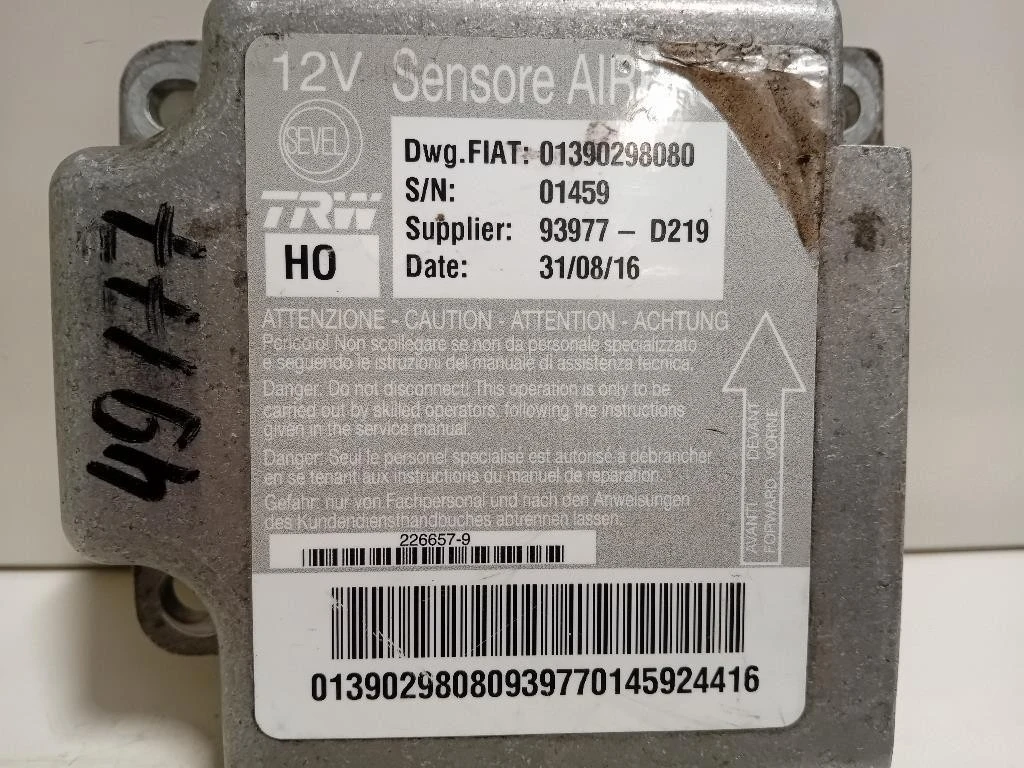 12V Sensore AIR
SEVEL
TRW
HO
Dwg.FIAT: 01390298080
S/N: 01459
Supplier: 93977 - D219
Date: 31/08/16
ATTENZIONE - CAUTION - ATTENTION - ACHTUNG
Pericolo! Non scollegare se non da personale specializzato
e seguendo le istruzioni del manuale di assistenza tecnica.
Danger: Do not disconnect! This operation is only to be
carried out by skilled operators, following the instructions
given in the service manual.
Danger: Seul le personel specialisé est autorisé a débrancher
en se tenant aux instructions du manuel de reparation.
Gefahr: nur von Fachpersonal und nach den Anweisungen
des Kundendiensthandbuches abtrennen lassen.
AVANTI DEVANT
FORWARD VORNE
226657-9
01390298080939770145924416